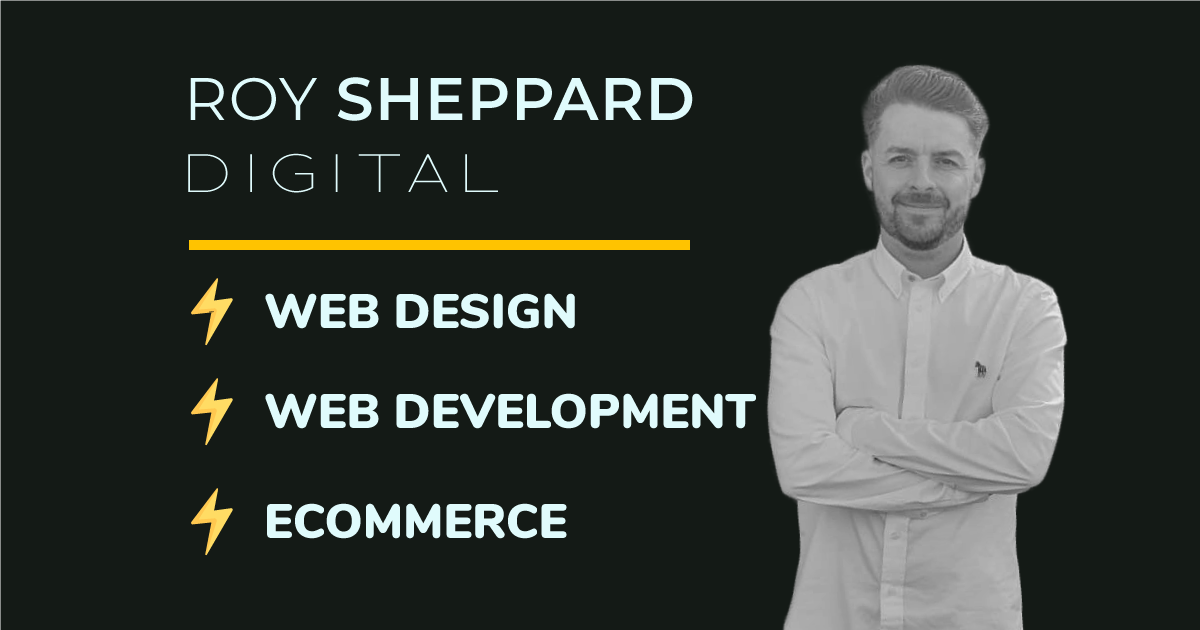 ROY SHEPPARD
DIGITAL
WEB DESIGN
WEB DEVELOPMENT
ECOMMERCE